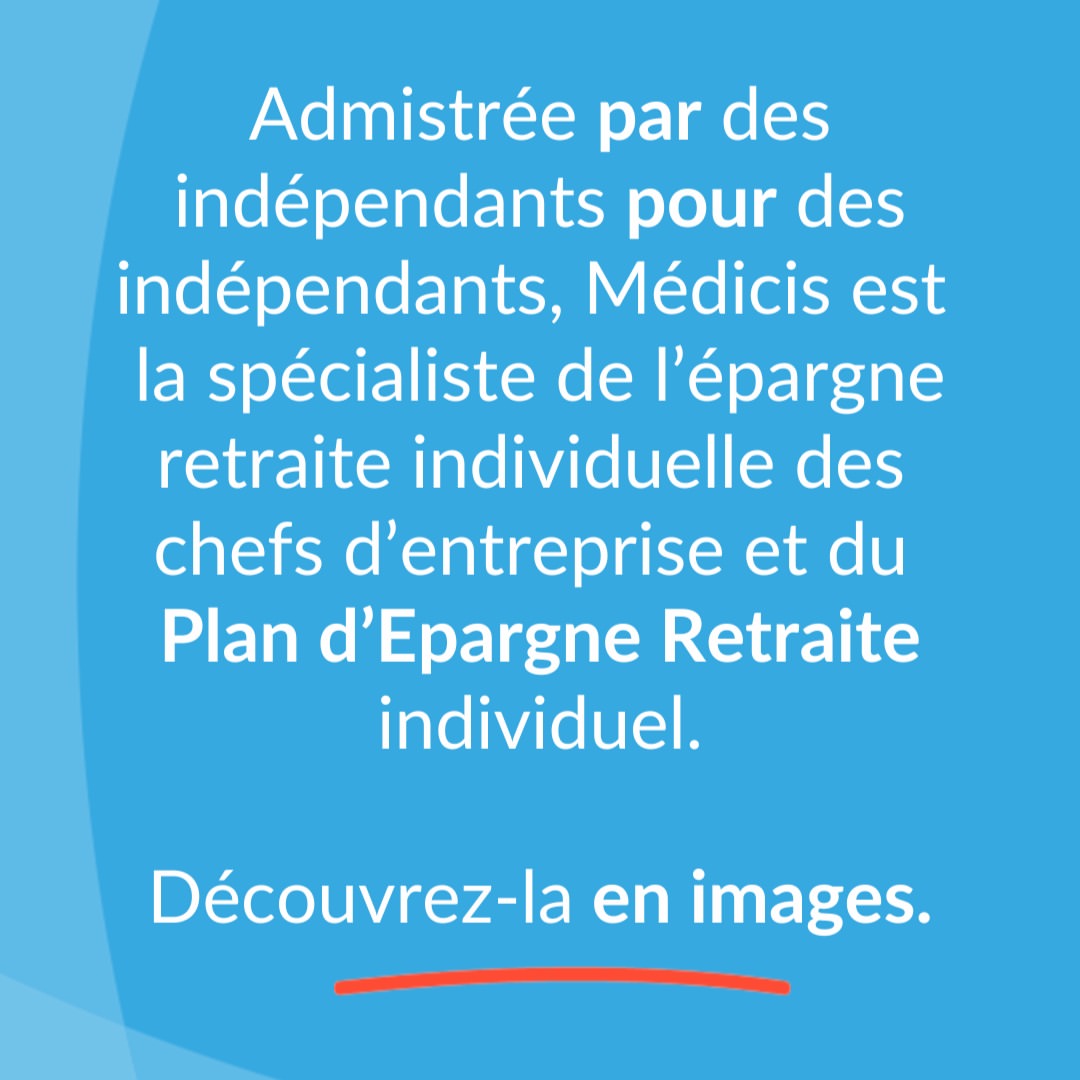 Admistrée par des
indépendants pour des
indépendants, Médicis est
la spécialiste de l’épargne
retraite individuelle des
chefs d’entreprise et du
Plan d’Epargne Retraite
individuel.
Découvrez-la en images.